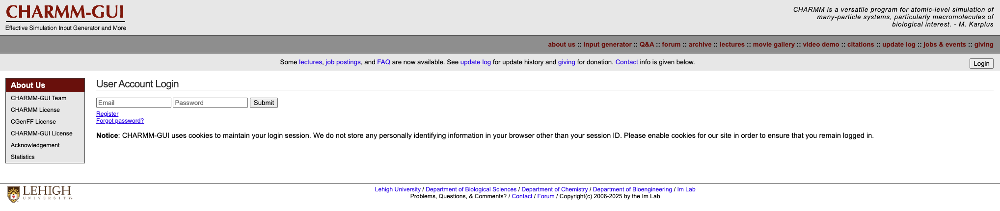 CHARMM-GUI
Effective Simulation Input Generator and More
CHARMM is a versatile program for atomic-level simulation of
many-particle systems, particularly macromolecules of
biological interest. - M. Karplus
about us :: input generator :: Q&A :: forum :: archive :: lectures :: movie gallery :: video demo :: citations :: update log :: jobs & events :: giving
Some lectures, job postings, and FAQ are now available. See update log for update history and giving for donation. Contact info is given below.
Login
About Us
CHARMM-GUI Team
CHARMM License
CGenFF License
CHARMM-GUI License
Acknowledgement
Statistics
User Account Login
Email Password Submit
Register
Forgot password?
Notice: CHARMM-GUI uses cookies to maintain your login session. We do not store any personally identifying information in your browser other than your session ID. Please enable cookies for our site in order to ensure that you remain logged in.
LEHIGH
UNIVERSITY
Lehigh University / Department of Biological Sciences / Department of Chemistry / Department of Bioengineering / Im Lab
Problems, Questions, & Comments? / Contact / Forum / Copyright(c) 2006-2025 by the Im Lab